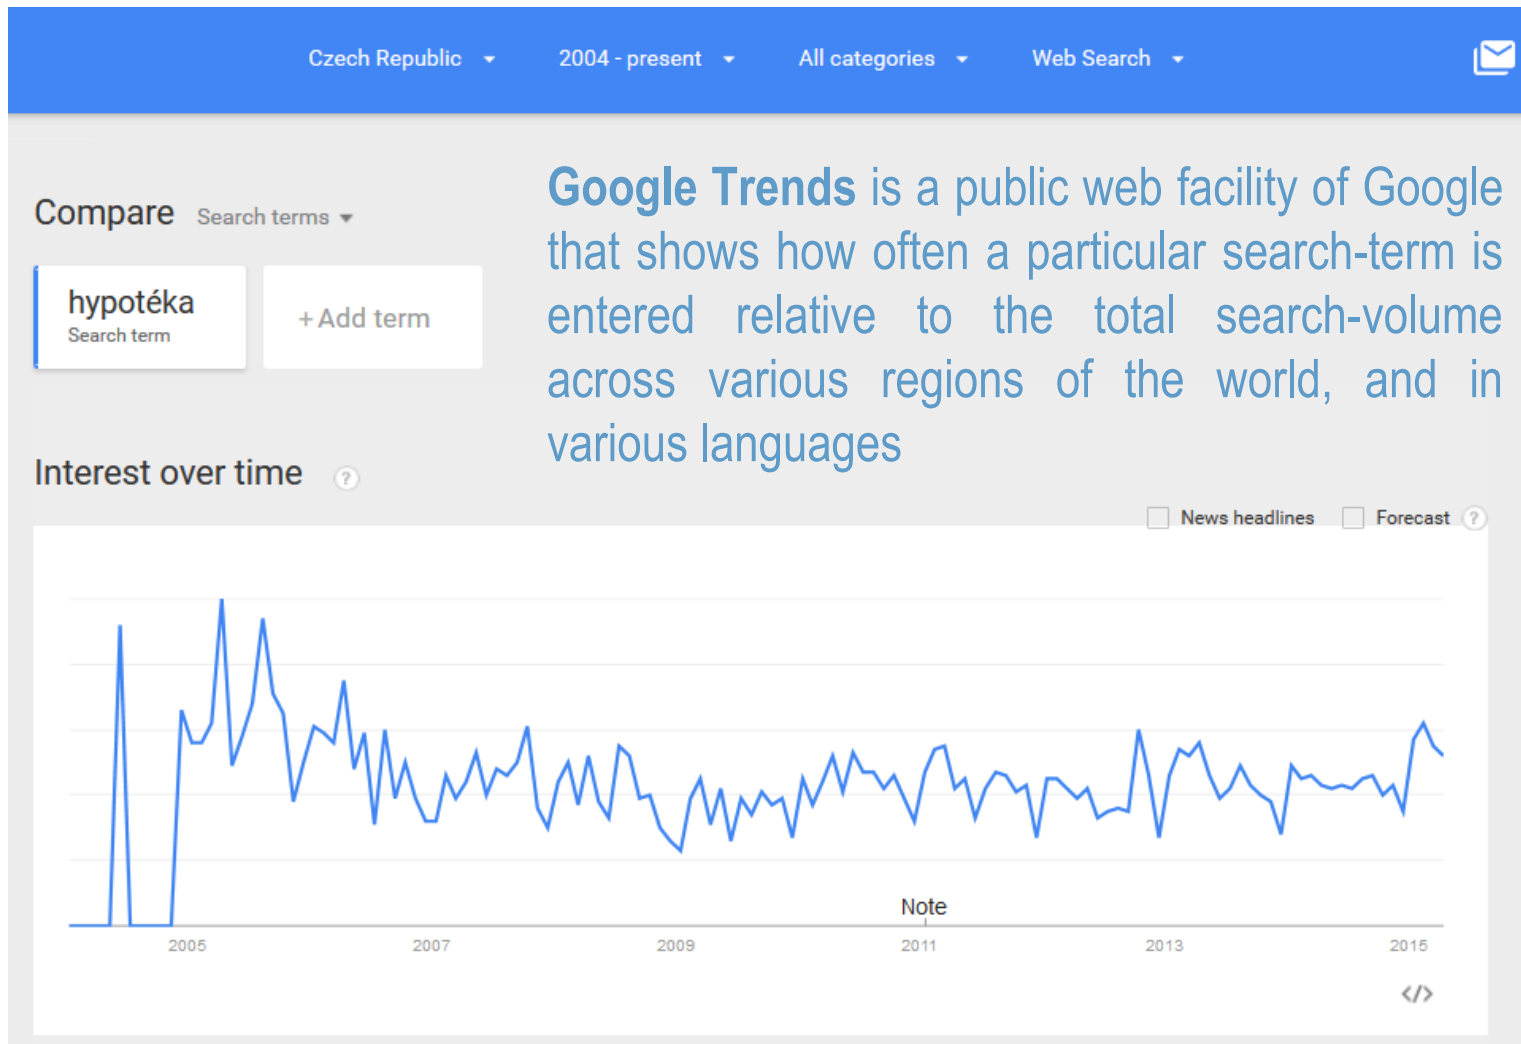 Czech Republic 2004 - present All categories Web Search
Google Trends is a public web facility of Google
that shows how often a particular search-term is
entered relative to the total search-volume
across various regions of the world, and in
various languages
Compare Search terms
hypotéka
Search term
+ Add term
Interest over time ?
News headlines Forecast ?
Note
2005 2007 2009 2011 2013 2015
</>